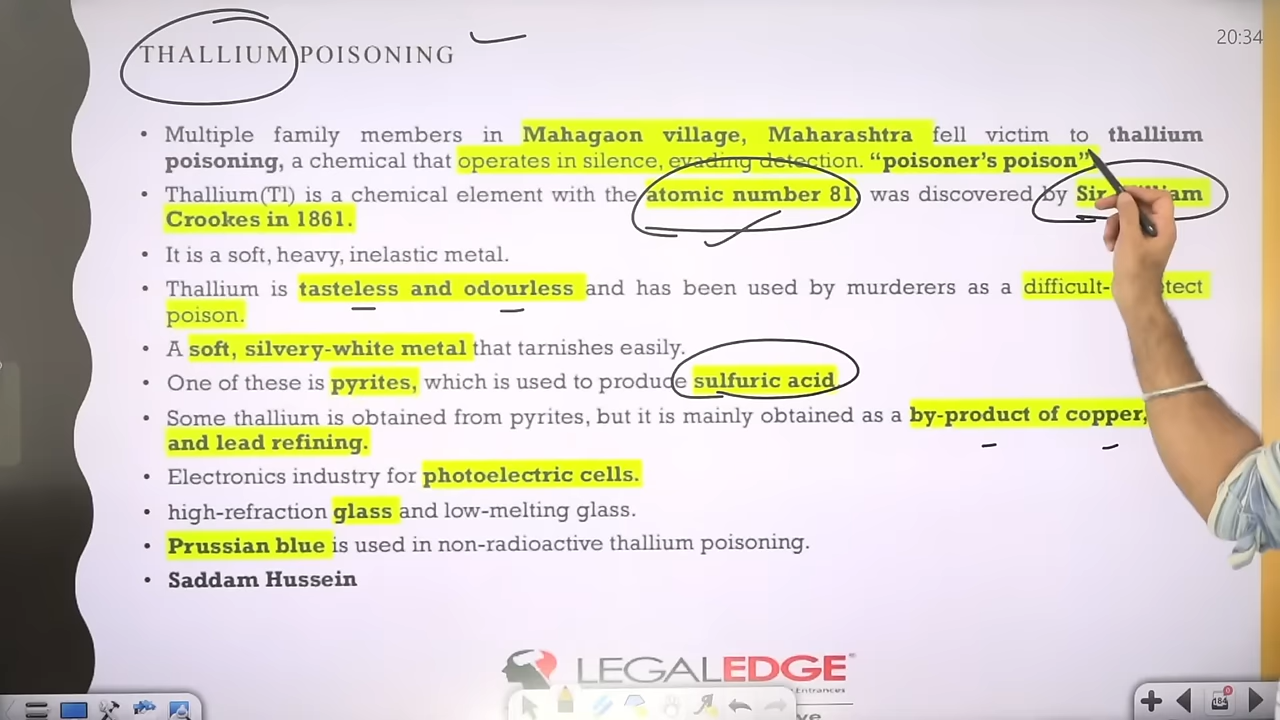 20:34
THALLIUM POISONING
• Multiple family members in Mahagaon village, Maharashtra fell victim to thallium
poisoning, a chemical that operates in silence, evading detection. “poisoner’s poison”
• Thallium(Tl) is a chemical element with the atomic number 81, was discovered by Sir
Crookes in 1861.
• It is a soft, heavy, inelastic metal.
• Thallium is tasteless and odourless and has been used by murderers as a
poison.
• A soft, silvery-white metal that tarnishes easily.
• One of these is pyrites, which is used to produce sulfuric acid
• Some thallium is obtained from pyrites, but it is mainly obtained as a by-product of copper,
and lead refining.
• Electronics industry for photoelectric cells.
• high-refraction glass and low-melting glass.
• Prussian blue is used in non-radioactive thallium poisoning.
• Saddam Hussein
LEGALEDGE
Entrances
184